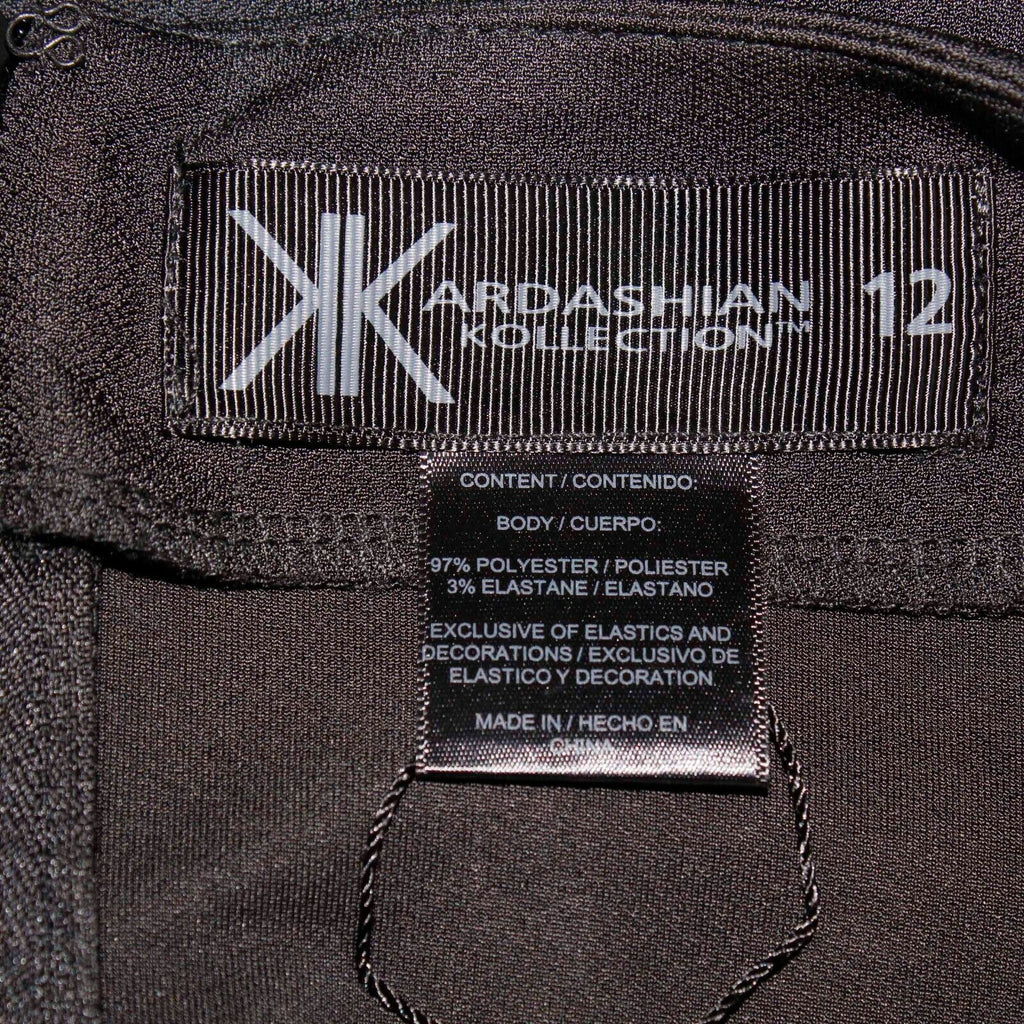 KARDASHIAN 12
KOLLECTION™
CONTENT / CONTENIDO:
BODY / CUERPO:
97% POLYESTER / POLIESTER
3% ELASTANE / ELASTANO
EXCLUSIVE OF ELASTICS AND
DECORATIONS / EXCLUSIVO DE
ELASTICO Y DECORATION
MADE IN / HECHO EN
CHINA